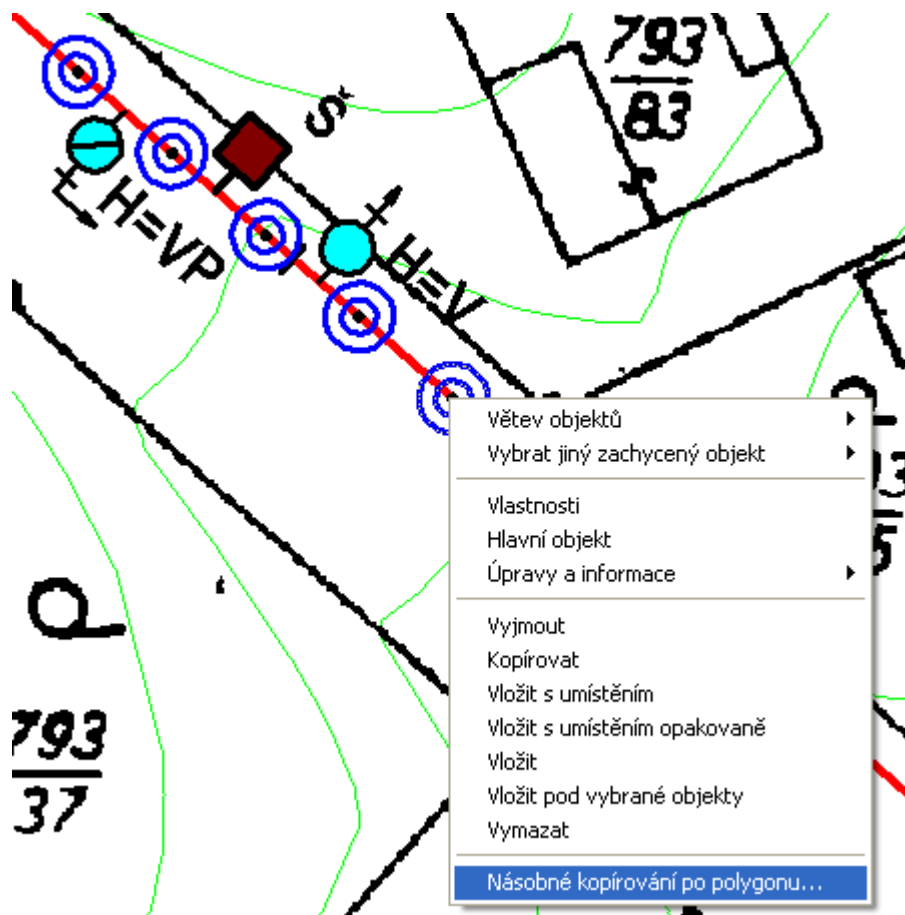 793
83
S
H=VP
H=V
793
37
Větev objektů
Vybrat jiný zachycený objekt
Vlastnosti
Hlavní objekt
Úpravy a informace
Vyjmout
Kopírovat
Vložit s umístěním
Vložit s umístěním opakovaně
Vložit
Vložit pod vybrané objekty
Vymazat
Násobné kopírování po polygonu...